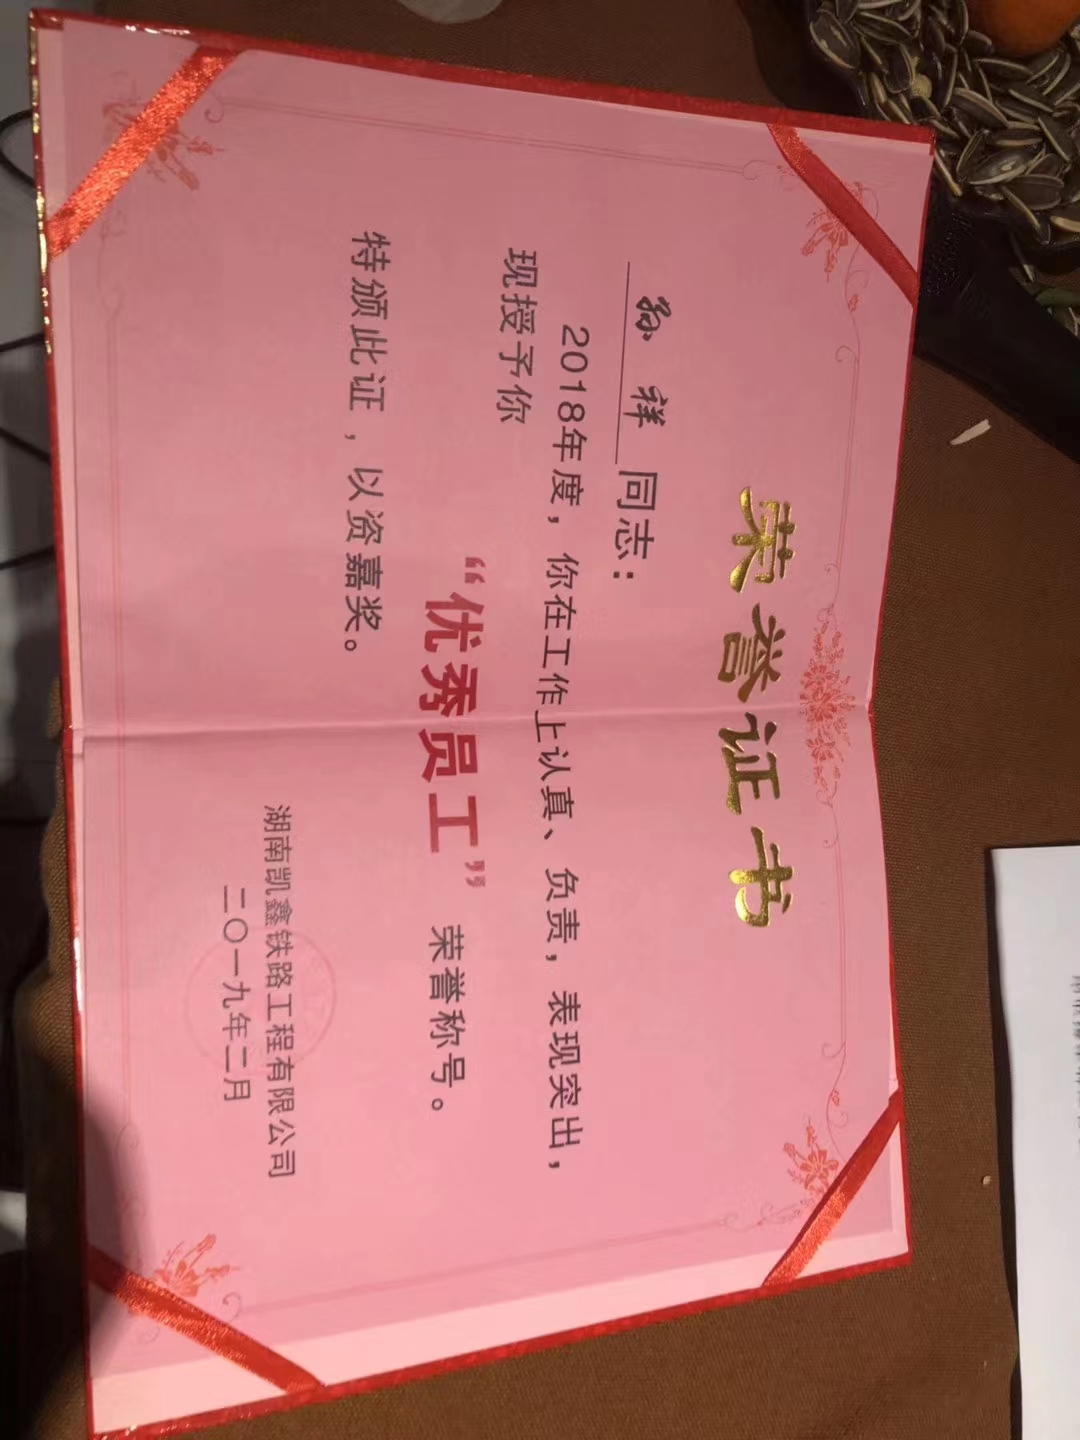 荣誉证书
孙祥同志：
2018年度，你在工作上认真、负责，表现突出，
现授予你
“优秀员工” 荣誉称号。
特颁此证，以资嘉奖。
湖南凯鑫铁路工程有限公司
二〇一九年二月